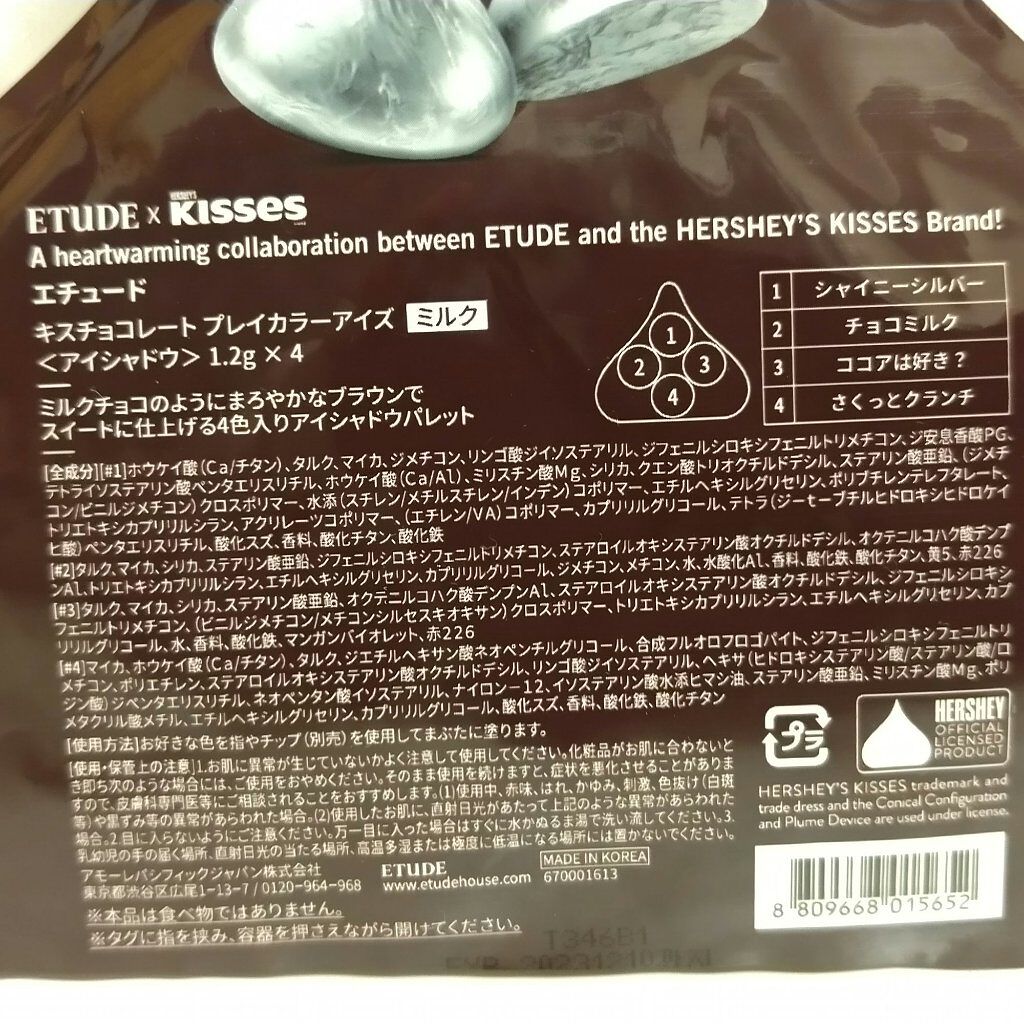 ETUDE x HERSHEY'S KISSES
A heartwarming collaboration between ETUDE and the HERSHEY'S KISSES Brand!
エチュード
キスチョコレート プレイカラーアイズ ミルク
＜アイシャドウ＞ 1.2g × 4
ミルクチョコのようにまろやかなブラウンで
スイートに仕上げる4色入りアイシャドウパレット
1
2
3
4
1 シャイニーシルバー
2 チョコミルク
3 ココアは好き？
4 さくっとクランチ
[全成分][#1]ホウケイ酸(Ca/チタン)、タルク、マイカ、ジメチコン、リンゴ酸ジイソステアリル、ジフェニルシロキシフェニルトリメチコン、ジ安息香酸PG、
テトライソステアリン酸ペンタエリスリチル、ホウケイ酸(Ca/Al)、ミリスチン酸Mg、シリカ、クエン酸トリオクチルドデシル、ステアリン酸亜鉛、(ジメチ
コン/ビニルジメチコン)クロスポリマー、水添(スチレン/メチルスチレン/インデン)コポリマー、エチルヘキシルグリセリン、ポリブチレンテレフタレート、
トリエトキシカプリリルシラン、アクリレーツコポリマー、(エチレン/VA)コポリマー、カプリリルグリコール、テトラ(ジーセーブチルヒドロキシヒドロケイ
ヒ酸)ペンタエリスリチル、酸化スズ、香料、酸化チタン、酸化鉄
[#2]タルク、マイカ、シリカ、ステアリン酸亜鉛、ジフェニルシロキシフェニルトリメチコン、ステアロイルオキシステアリン酸オクチルドデシル、オクテニルコハク酸デンプ
ンAl、トリエトキシカプリリルシラン、エチルヘキシルグリセリン、カプリリルグリコール、ジメチコン、メチコン、水、水酸化Al、香料、酸化鉄、酸化チタン、黄5、赤226
[#3]タルク、マイカ、シリカ、ステアリン酸亜鉛、オクテニルコハク酸デンプンAl、ステアロイルオキシステアリン酸オクチルドデシル、ジフェニルシロキシ
フェニルトリメチコン、(ビニルジメチコン/メチコンシルセスキオキサン)クロスポリマー、トリエトキシカプリリルシラン、エチルヘキシルグリセリン、カプ
リリルグリコール、水、香料、酸化鉄、マンガンバイオレット、赤226
[#4]マイカ、ホウケイ酸(Ca/チタン)、タルク、ジエチルヘキサン酸ネオペンチルグリコール、合成フルオロフロゴパイト、ジフェニルシロキシフェニルトリ
メチコン、ポリエチレン、ステアロイルオキシステアリン酸オクチルドデシル、リンゴ酸ジイソステアリル、ヘキサ(ヒドロキシステアリン酸/ステアリン酸/ロ
ジン酸)ジペンタエリスリチル、ネオペンタン酸イソステアリル、ナイロン－12、イソステアリン酸水添ヒマシ油、ステアリン酸亜鉛、ミリスチン酸Mg、ポリ
メタクリル酸メチル、エチルヘキシルグリセリン、カプリリルグリコール、酸化スズ、香料、酸化鉄、酸化チタン
[使用方法]お好きな色を指やチップ(別売)を使用してまぶたに塗ります。
[使用・保管上の注意]1.お肌に異常が生じていないかよく注意して使用してください。化粧品がお肌に合わないと
き即ち次のような場合には、ご使用をおやめください。そのまま使用を続けますと、症状を悪化させることがありま
すので、皮膚科専門医等にご相談されることをおすすめします。(1)使用中、赤味、はれ、かゆみ、刺激、色抜け(白斑
等)や黒ずみ等の異常があらわれた場合。(2)使用したお肌に、直射日光があたって上記のような異常があらわれた
場合。2.目に入らないようにご注意ください。万一目に入った場合はすぐに水かぬるま湯で洗い流してください。3.
乳幼児の手の届く場所、直射日光の当たる場所、高温多湿または極度に低温になる場所には置かないでください。
アモーレパシフィックジャパン株式会社
東京都渋谷区広尾1－13－7 / 0120－964－968
ETUDE
www.etudehouse.com
MADE IN KOREA
670001613
※本品は食べ物ではありません。
※タグに指を挟み、容器を押さえながら開けてください。
プラ
HERSHEY
OFFICIAL
LICENSED
PRODUCT
HERSHEY'S KISSES trademark and
trade dress and the Conical Configuration
and Plume Device are used under license.
8 809668 015652
T346B1
EXP 20231210 까지